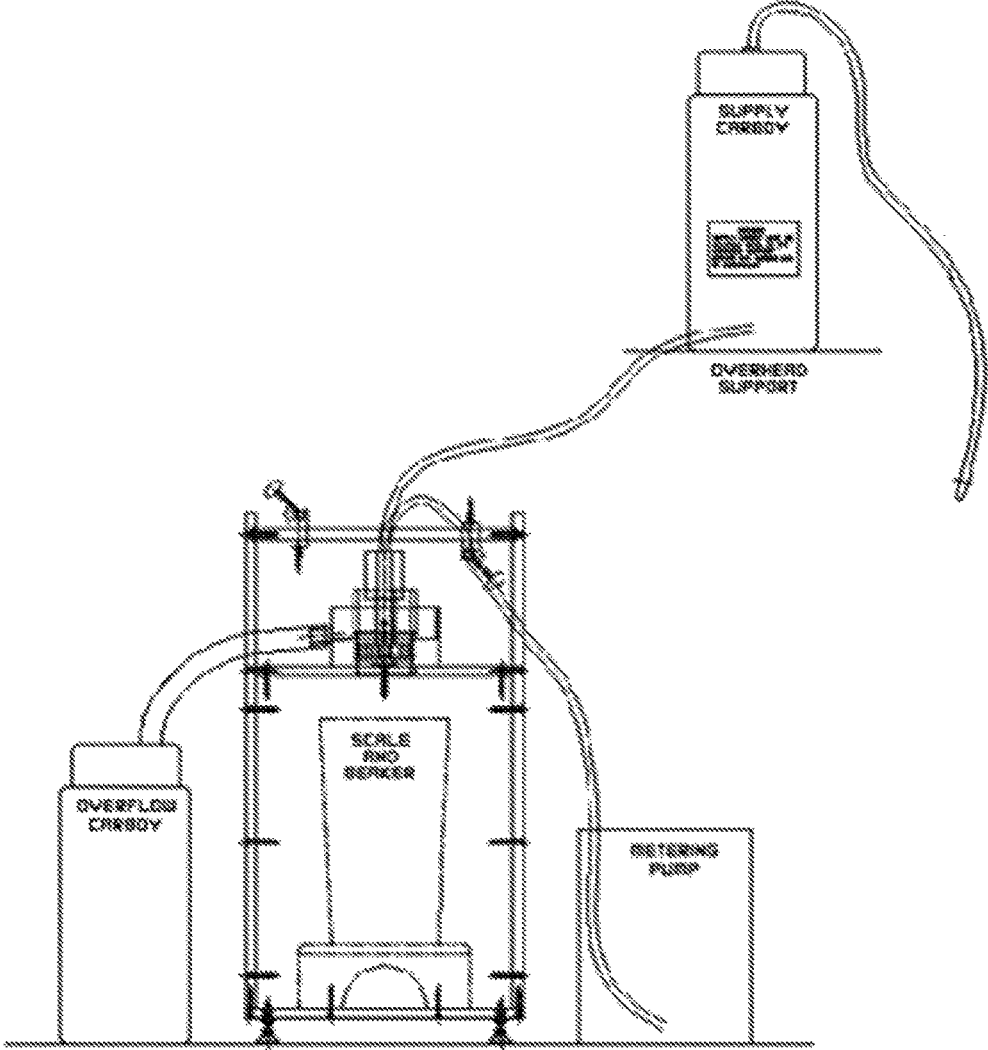 SUPPLY
CARBOY
OVERHEAD
SUPPORT
SCALE
AND
BEAKER
OVERFLOW
CARBOY
METERING
PUMP